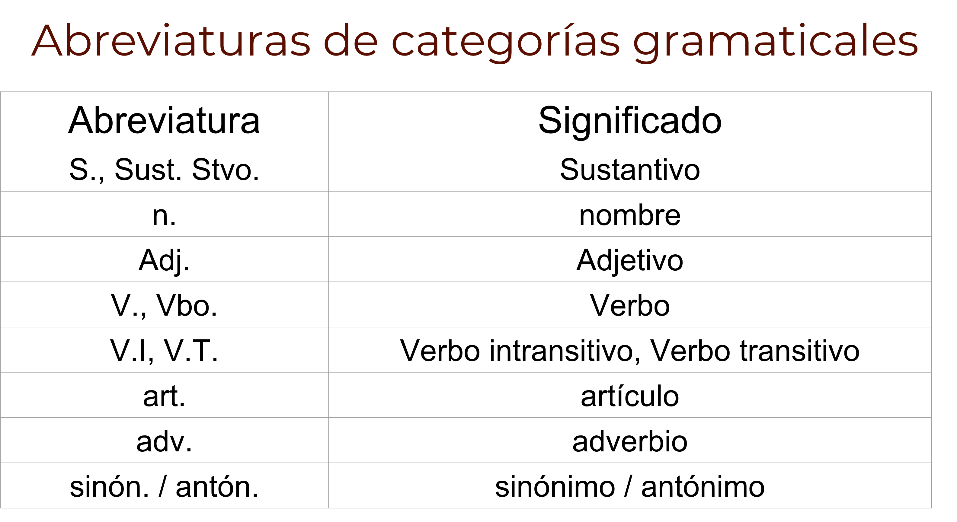 Abreviaturas de categorías gramaticales
Abreviatura Significado
S., Sust. Stvo. Sustantivo
n. nombre
Adj. Adjetivo
V., Vbo. Verbo
V.I, V.T. Verbo intransitivo, Verbo transitivo
art. artículo
adv. adverbio
sinón. / antón. sinónimo / antónimo